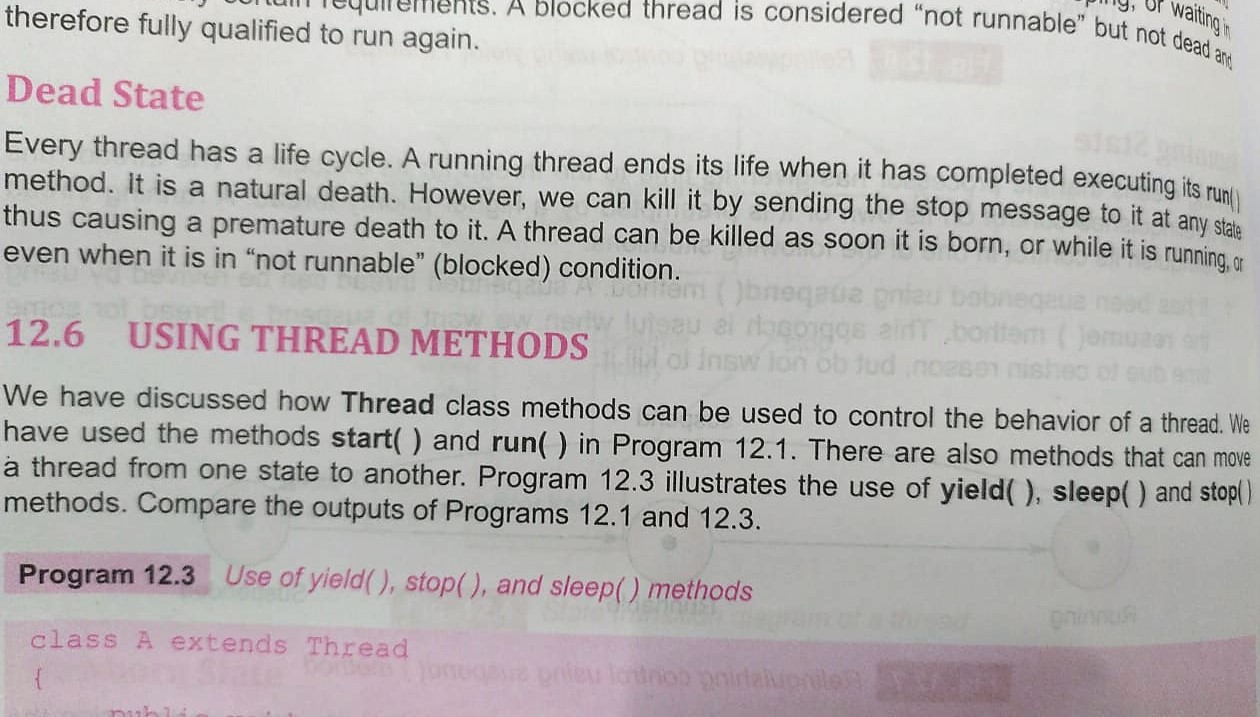 requirements. A blocked thread is considered “not runnable” but not dead and
or waiting in
therefore fully qualified to run again.
Dead State
Every thread has a life cycle. A running thread ends its life when it has completed executing its run( )
method. It is a natural death. However, we can kill it by sending the stop message to it at any state
thus causing a premature death to it. A thread can be killed as soon it is born, or while it is running, or
even when it is in “not runnable” (blocked) condition.
12.6 USING THREAD METHODS
We have discussed how Thread class methods can be used to control the behavior of a thread. We
have used the methods start( ) and run( ) in Program 12.1. There are also methods that can move
a thread from one state to another. Program 12.3 illustrates the use of yield( ), sleep( ) and stop( )
methods. Compare the outputs of Programs 12.1 and 12.3.
Program 12.3 Use of yield( ), stop( ), and sleep( ) methods
class A extends Thread
{